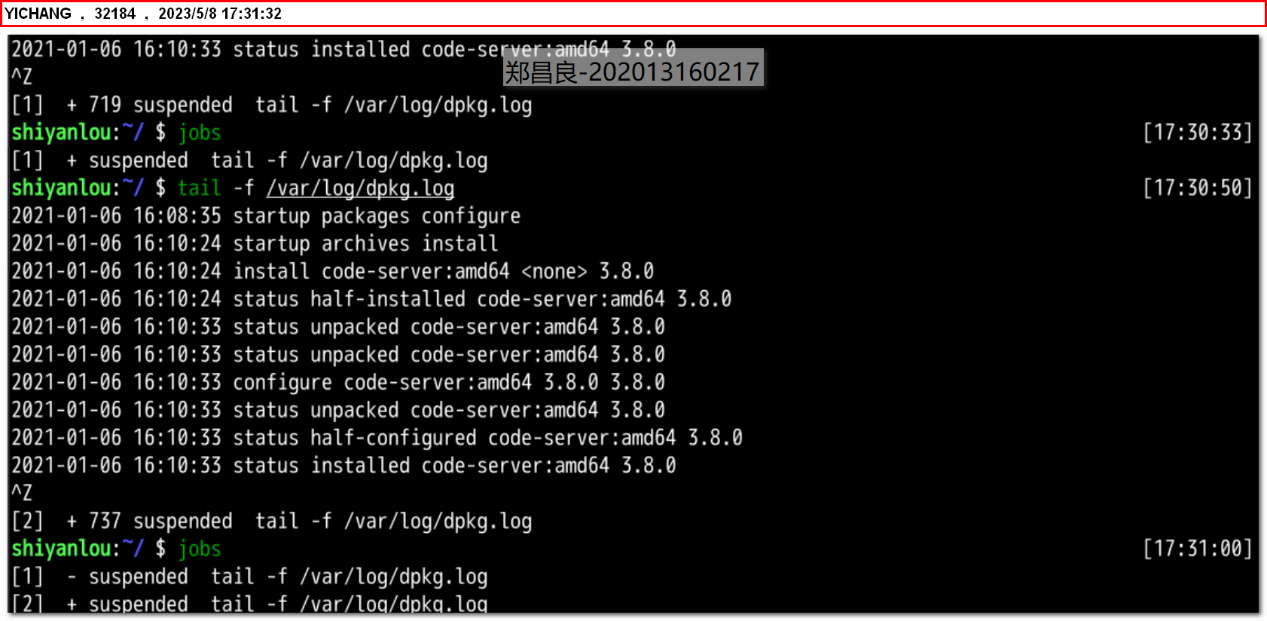 YICHANG , 32184 , 2023/5/8 17:31:32
2021-01-06 16:10:33 status installed code-server:amd64 3.8.0
郑昌良-202013160217
^Z
[1]  + 719 suspended  tail -f /var/log/dpkg.log
shiyanlou:~/ $ jobs [17:30:33]
[1]  + suspended  tail -f /var/log/dpkg.log
shiyanlou:~/ $ tail -f /var/log/dpkg.log [17:30:50]
2021-01-06 16:08:35 startup packages configure
2021-01-06 16:10:24 startup archives install
2021-01-06 16:10:24 install code-server:amd64 <none> 3.8.0
2021-01-06 16:10:24 status half-installed code-server:amd64 3.8.0
2021-01-06 16:10:33 status unpacked code-server:amd64 3.8.0
2021-01-06 16:10:33 status unpacked code-server:amd64 3.8.0
2021-01-06 16:10:33 configure code-server:amd64 3.8.0 3.8.0
2021-01-06 16:10:33 status unpacked code-server:amd64 3.8.0
2021-01-06 16:10:33 status half-configured code-server:amd64 3.8.0
2021-01-06 16:10:33 status installed code-server:amd64 3.8.0
^Z
[2]  + 737 suspended  tail -f /var/log/dpkg.log
shiyanlou:~/ $ jobs [17:31:00]
[1]  - suspended  tail -f /var/log/dpkg.log
[2]  + suspended  tail -f /var/log/dpkg.log